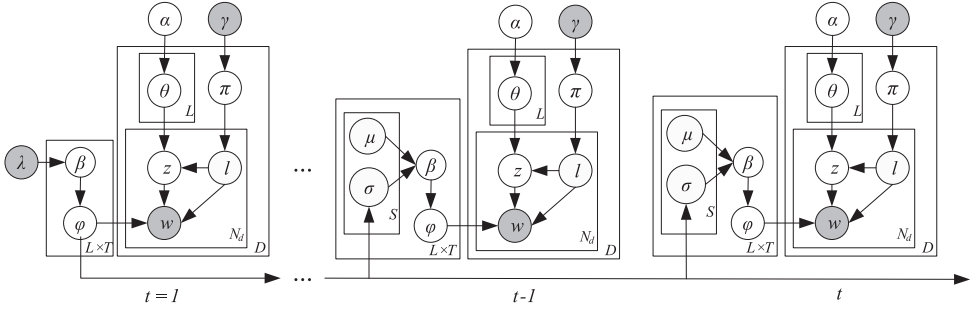 α γ α γ α γ
θ π θ π θ π
L L L
μ μ
λ β z l ... β z l β z l
σ σ
S S
φ w φ w φ w
N_d N_d N_d
L×T D L×T D L×T D
...
t = 1 t-1 t